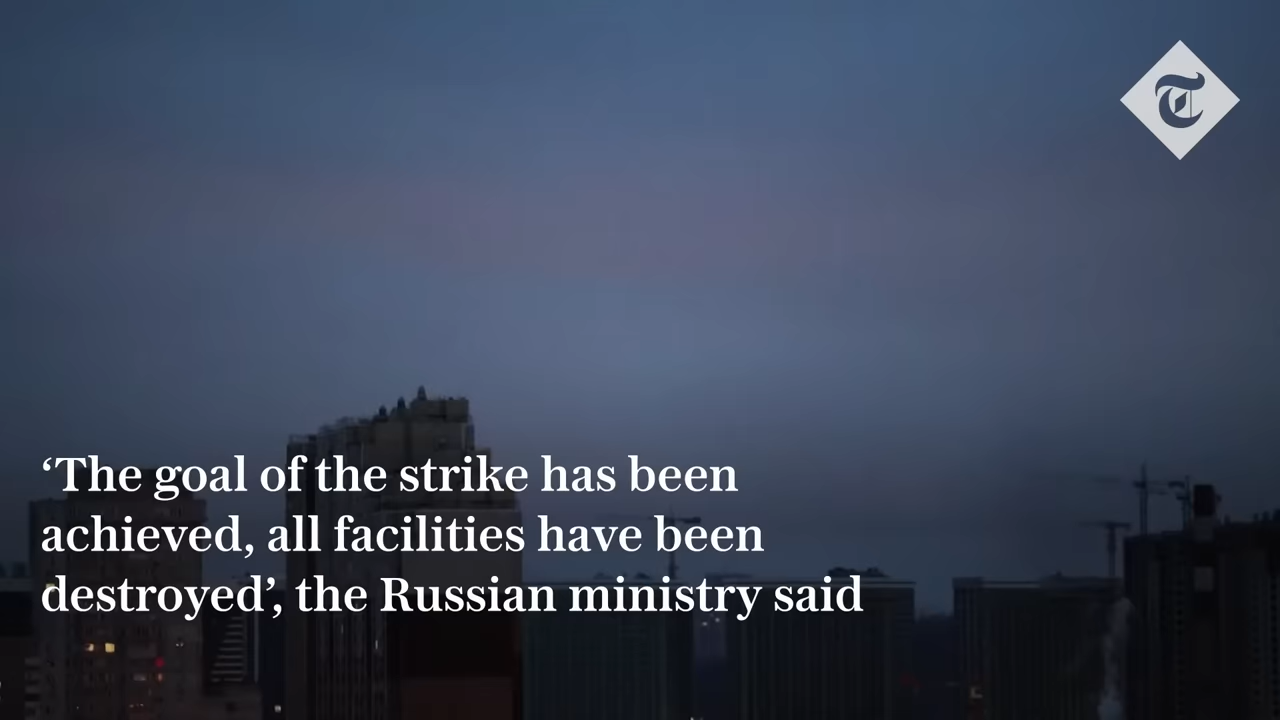 ‘The goal of the strike has been
achieved, all facilities have been
destroyed’, the Russian ministry said
T